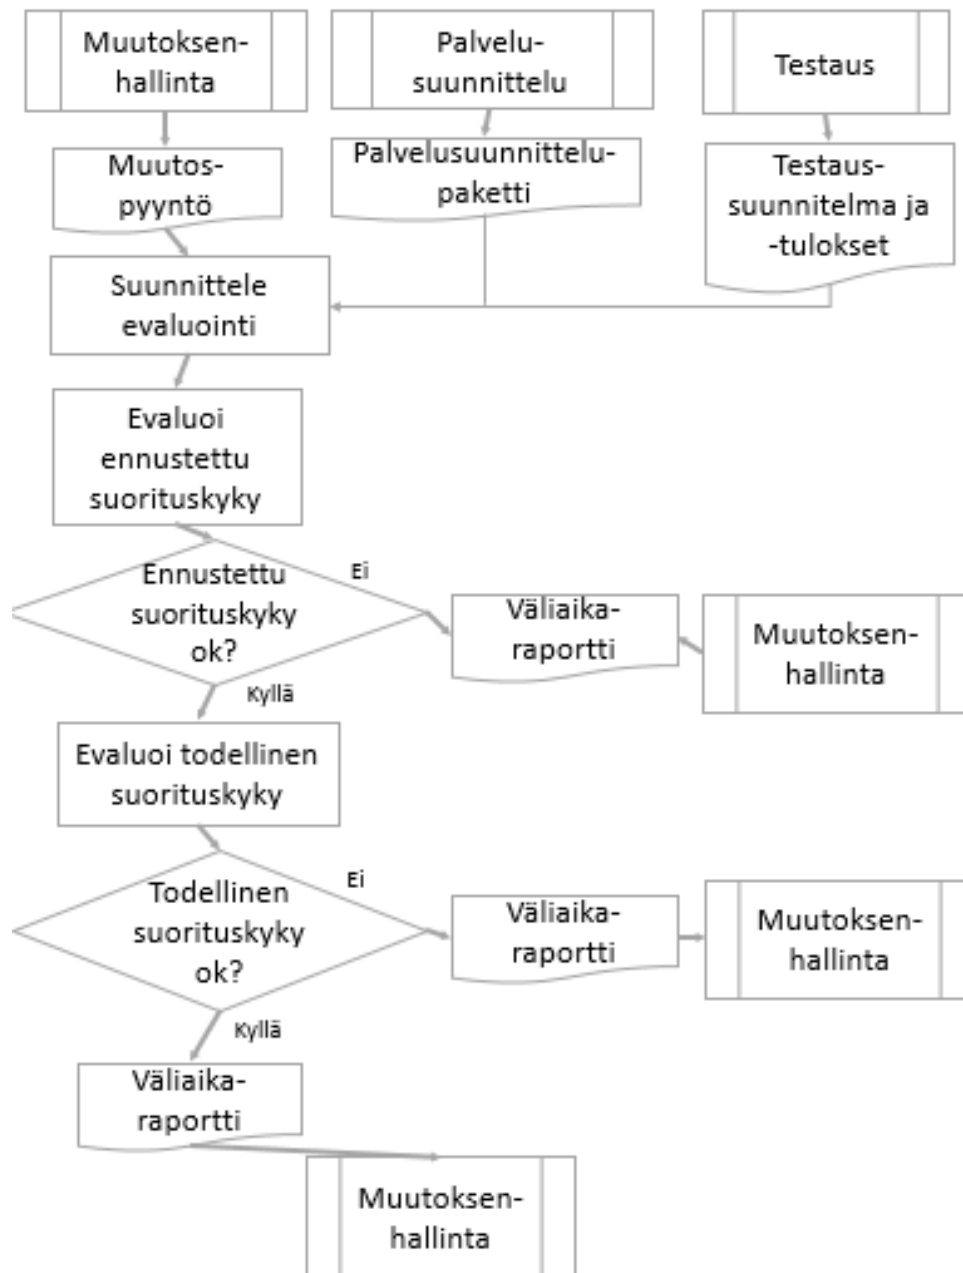 Muutoksen-
hallinta
Palvelu-
suunnittelu
Testaus
Muutos-
pyyntö
Palvelusuunnittelu-
paketti
Testaus-
suunnitelma ja
-tulokset
Suunnittele
evaluointi
Evaluoi
ennustettu
suorituskyky
Ennustettu
suorituskyky
ok?
Ei
Väliaika-
raportti
Muutoksen-
hallinta
Kyllä
Evaluoi todellinen
suorituskyky
Todellinen
suorituskyky
ok?
Ei
Väliaika-
raportti
Muutoksen-
hallinta
Kyllä
Väliaika-
raportti
Muutoksen-
hallinta